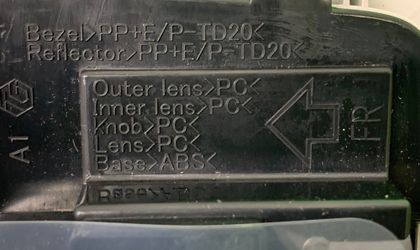 Bezel>PP+E/P-TD20<
Reflector>PP+E/P-TD20<
Outer lens>PC<
Inner lens>PC<
Knob>PC<
Lens>PC<
Base>ABS<
FR
A1